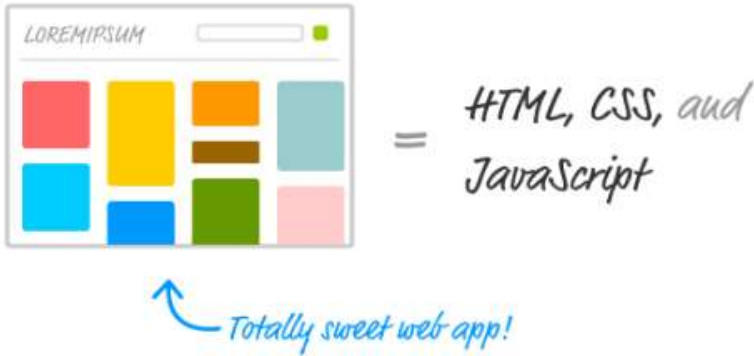 LOREMIPSUM
= HTML, CSS, and
JavaScript
Totally sweet web app!